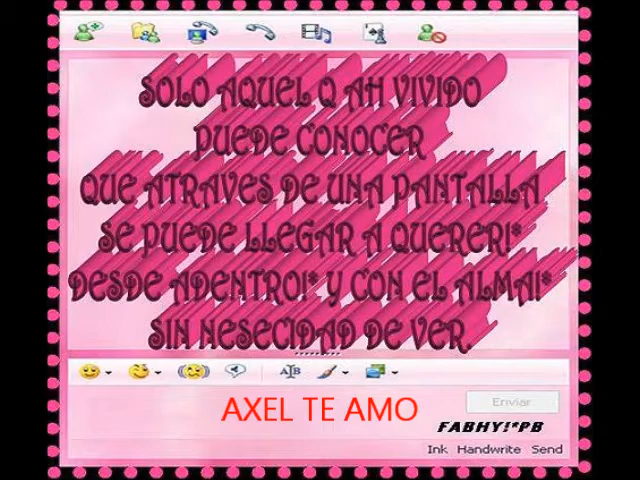 SOLO AQUEL Q AH VIVIDO
PUEDE CONOCER
QUE ATRAVES DE UNA PANTALLA
SE PUEDE LLEGAR A QUERER!*
DESDE ADENTRO!* Y CON EL ALMA!*
SIN NESECIDAD DE VER.
Enviar
AXEL TE AMO
FABHY!*PB
Ink Handwrite Send